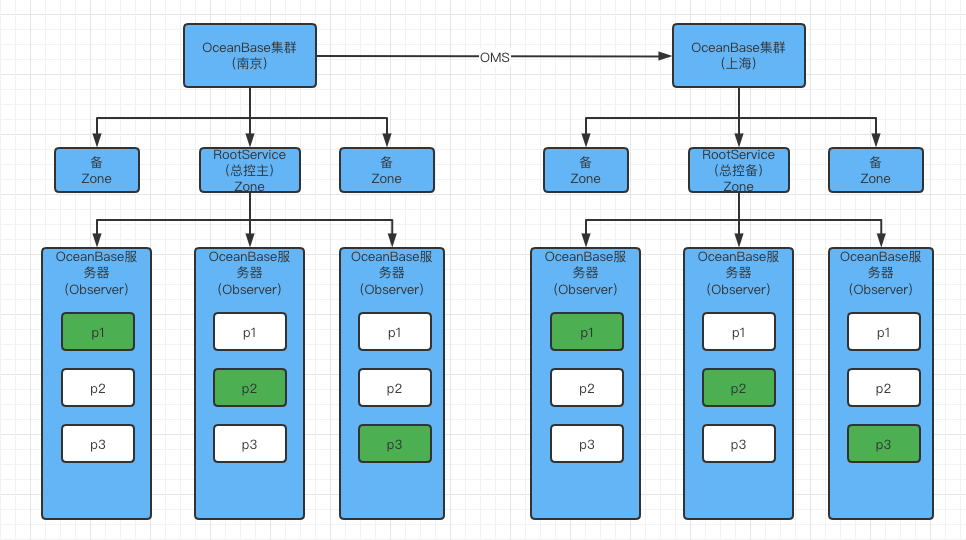 OceanBase集群
（南京）
OMS
OceanBase集群
（上海）
备
Zone
RootService
（总控主）
Zone
备
Zone
备
Zone
RootService
（总控备）
Zone
备
Zone
OceanBase服
务器
（Observer）
p1
p2
p3
OceanBase服
务器
（Observer）
p1
p2
p3
OceanBase服
务器
（Observer）
p1
p2
p3
OceanBase服
务器
（Observer）
p1
p2
p3
OceanBase服
务器
（Observer）
p1
p2
p3
OceanBase服
务器
（Observer）
p1
p2
p3